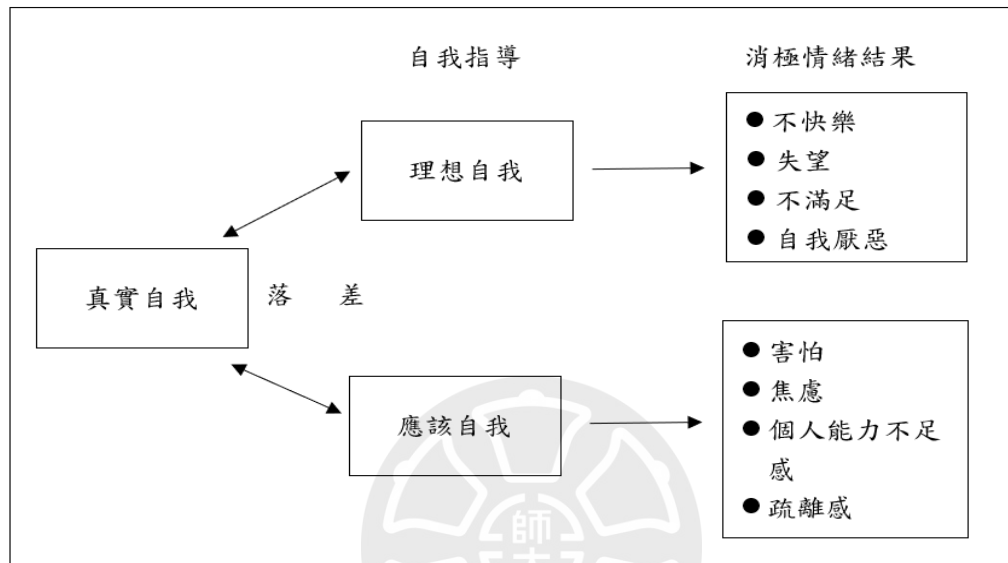 自我指導
消極情緒結果
理想自我
● 不快樂
● 失望
● 不滿足
● 自我厭惡
真實自我
落 差
應該自我
● 害怕
● 焦慮
● 個人能力不足
感
● 疏離感
師